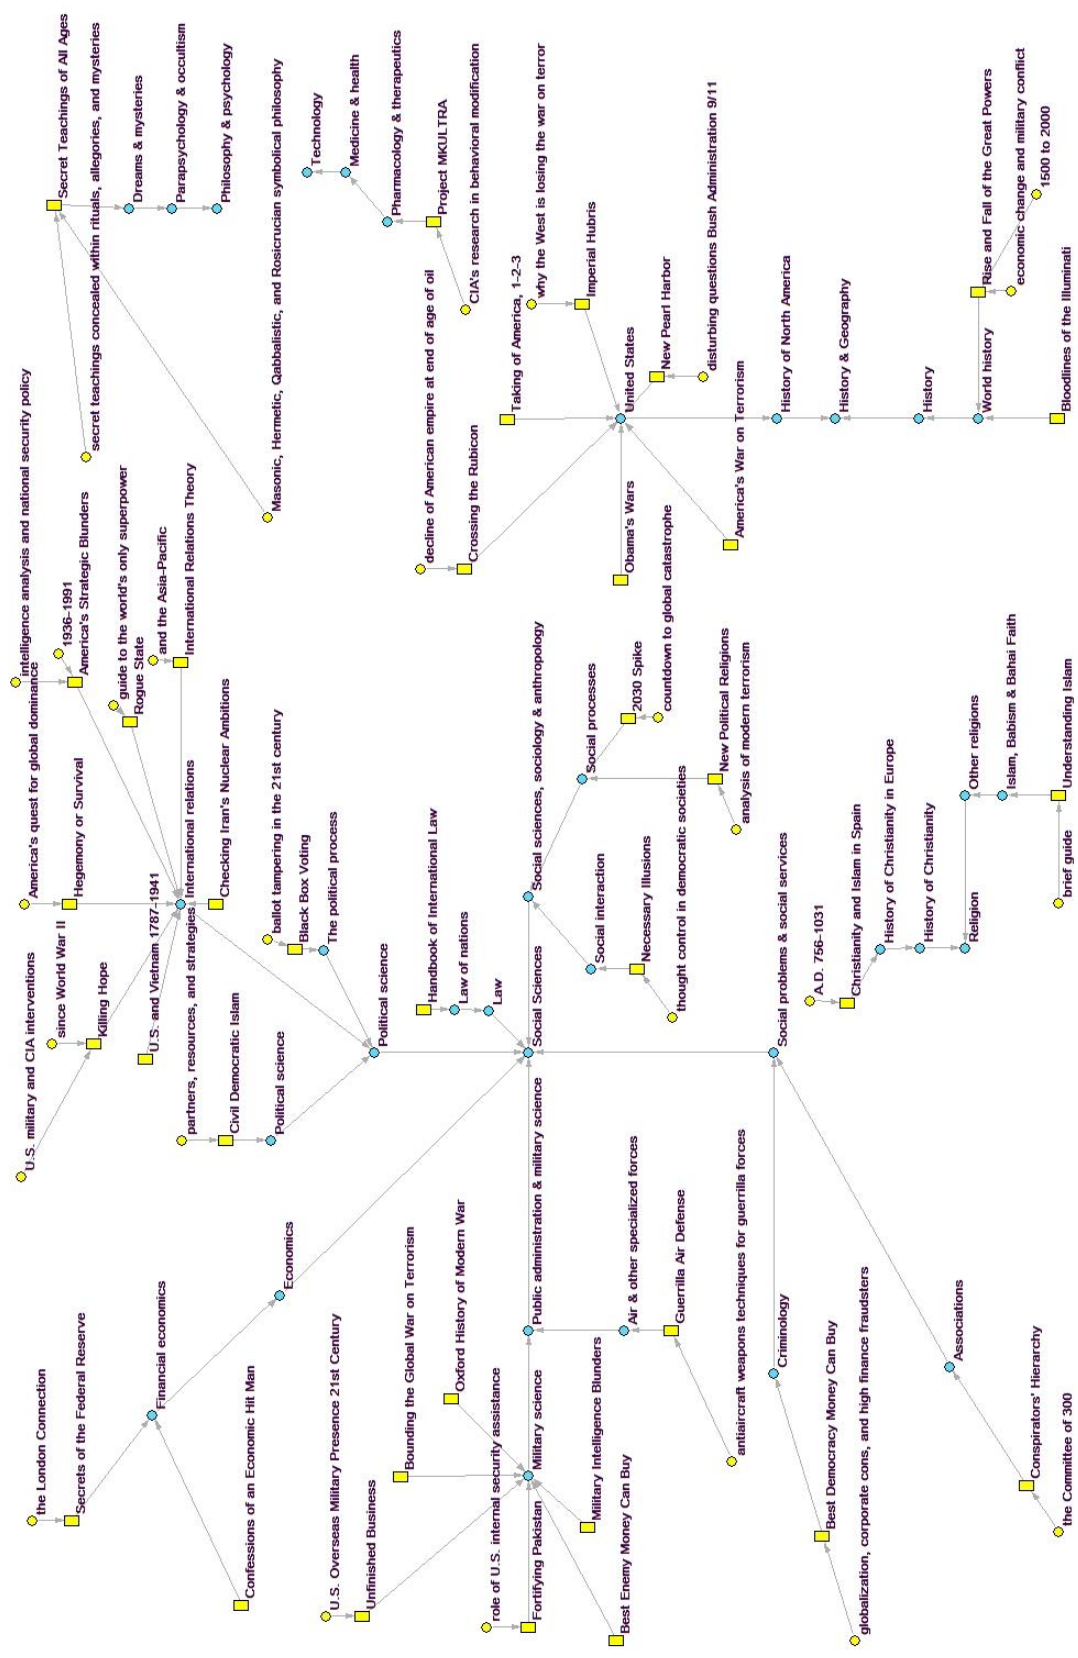 the London Connection
Secrets of the Federal Reserve
Financial economics
Confessions of an Economic Hit Man
Economics
U.S. Overseas Military Presence 21st Century
Unfinished Business
Bounding the Global War on Terrorism
Oxford History of Modern War
role of U.S. internal security assistance
Fortifying Pakistan
Military science
Military Intelligence Blunders
Best Enemy Money Can Buy
Public administration & military science
Air & other specialized forces
Guerrilla Air Defense
antiaircraft weapons techniques for guerrilla forces
Criminology
Best Democracy Money Can Buy
globalization, corporate cons, and high finance fraudsters
Associations
Conspirators' Hierarchy
the Committee of 300
U.S. military and CIA interventions
since World War II
Killing Hope
America's quest for global dominance
Hegemony or Survival
U.S. and Vietnam 1787-1941
partners, resources, and strategies
Civil Democratic Islam
Political science
intelligence analysis and national security policy
1936-1991
America's Strategic Blunders
guide to the world's only superpower
Rogue State
and the Asia-Pacific
International Relations Theory
International relations
Checking Iran's Nuclear Ambitions
ballot tampering in the 21st century
Black Box Voting
The political process
Political science
Handbook of International Law
Law of nations
Law
Social Sciences
Social sciences, sociology & anthropology
Social processes
2030 Spike
countdown to global catastrophe
New Political Religions
analysis of modern terrorism
Social interaction
Necessary Illusions
thought control in democratic societies
Social problems & social services
A.D. 756-1031
Christianity and Islam in Spain
History of Christianity in Europe
History of Christianity
Religion
Other religions
Islam, Babism & Bahai Faith
Understanding Islam
brief guide
Secret Teachings of All Ages
secret teachings concealed within rituals, allegories, and mysteries
Dreams & mysteries
Parapsychology & occultism
Philosophy & psychology
Masonic, Hermetic, Qabbalistic, and Rosicrucian symbolical philosophy
Technology
Medicine & health
Pharmacology & therapeutics
Project MKULTRA
CIA's research in behavioral modification
decline of American empire at end of age of oil
Crossing the Rubicon
Taking of America, 1-2-3
why the West is losing the war on terror
Imperial Hubris
United States
Obama's Wars
New Pearl Harbor
disturbing questions Bush Administration 9/11
America's War on Terrorism
History of North America
History & Geography
History
World history
Rise and Fall of the Great Powers
economic change and military conflict
1500 to 2000
Bloodlines of the Illuminati